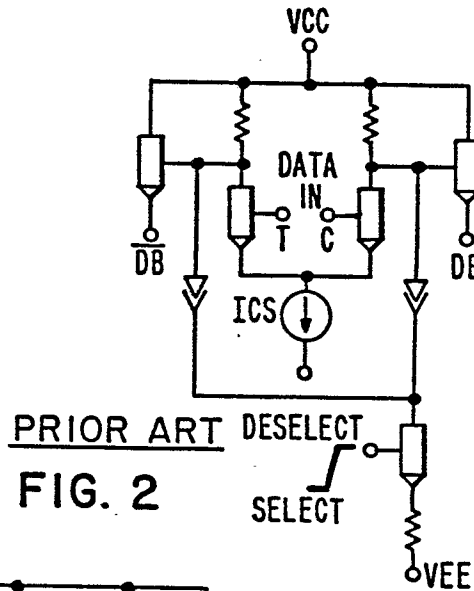 VCC
DATA
IN
T C
DB DB
ICS
PRIOR ART
DESELECT
FIG. 2
SELECT
VEE